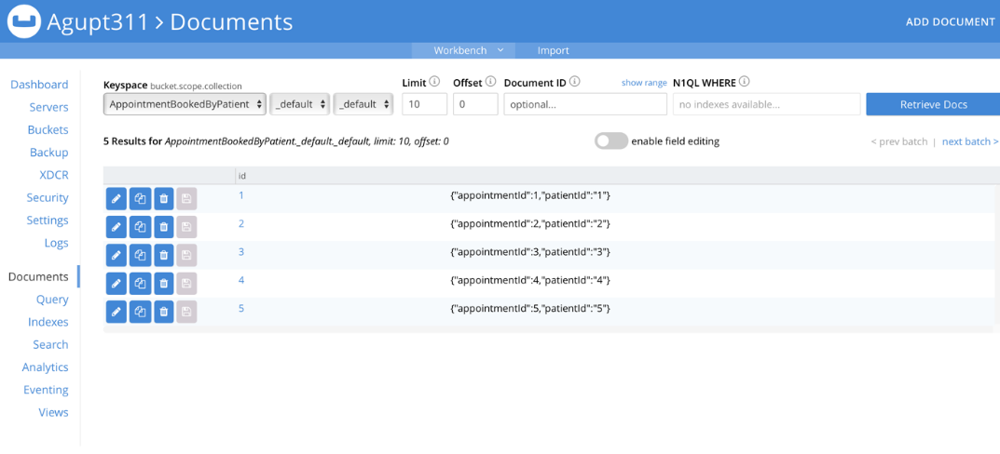 Agupt311 > Documents
ADD DOCUMENT
Workbench
Import
Dashboard
Servers
Buckets
Backup
XDCR
Security
Settings
Logs
Documents
Query
Indexes
Search
Analytics
Eventing
Views
Keyspace bucket.scope.collection
AppointmentBookedByPatient
_default
_default
Limit
10
Offset
0
Document ID
show range
optional...
N1QL WHERE
no indexes available...
Retrieve Docs
5 Results for AppointmentBookedByPatient._default._default, limit: 10, offset: 0
enable field editing
< prev batch | next batch >
id
1 {"appointmentId":1,"patientId":"1"}
2 {"appointmentId":2,"patientId":"2"}
3 {"appointmentId":3,"patientId":"3"}
4 {"appointmentId":4,"patientId":"4"}
5 {"appointmentId":5,"patientId":"5"}